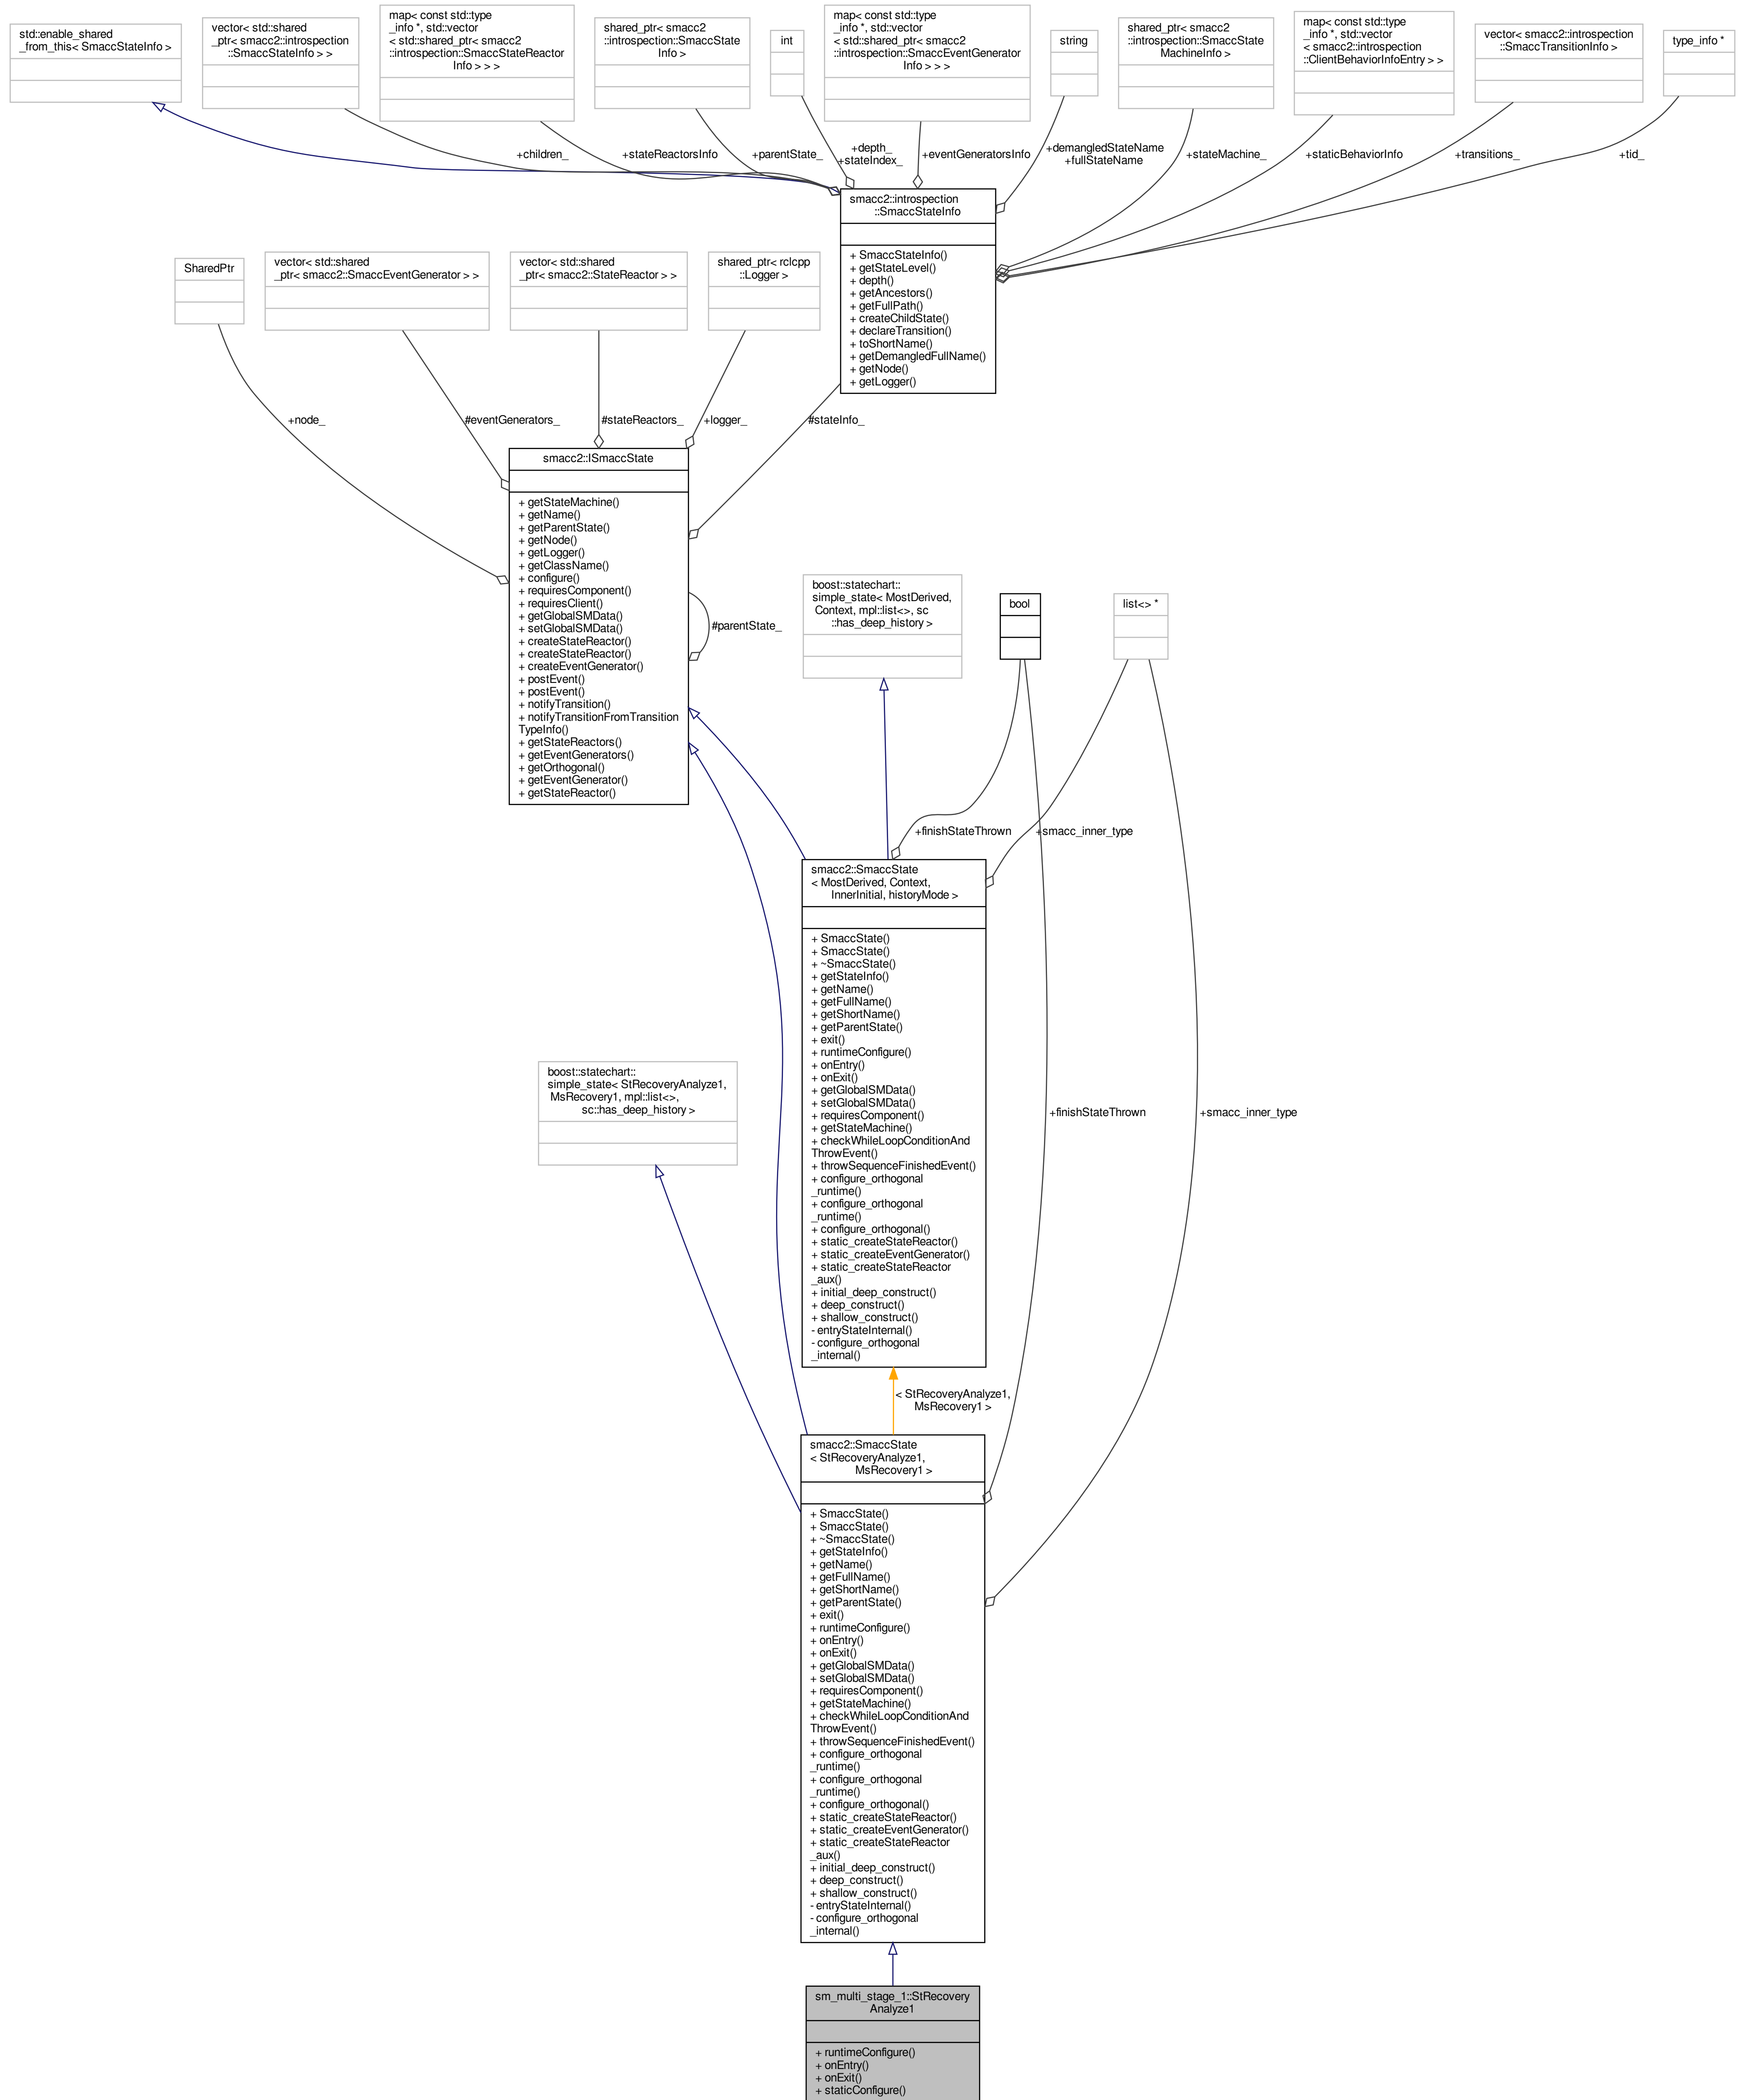 std::enable_shared
_from_this< SmaccStateInfo >
vector< std::shared
_ptr< smacc2::introspection
::SmaccStateInfo > >
map< const std::type
_info *, std::vector
< std::shared_ptr< smacc2
::introspection::SmaccStateReactor
Info > > >
shared_ptr< smacc2
::introspection::SmaccState
Info >
int
map< const std::type
_info *, std::vector
< std::shared_ptr< smacc2
::introspection::SmaccEventGenerator
Info > > >
string
shared_ptr< smacc2
::introspection::SmaccState
MachineInfo >
map< const std::type
_info *, std::vector
< smacc2::introspection
::ClientBehaviorInfoEntry > >
vector< smacc2::introspection
::SmaccTransitionInfo >
type_info *
+children_
+stateReactorsInfo
+parentState_
+depth_
+stateIndex_
+eventGeneratorsInfo
+demangledStateName
+fullStateName
+stateMachine_
+staticBehaviorInfo
+transitions_
+tid_
smacc2::introspection
::SmaccStateInfo
+ SmaccStateInfo()
+ getStateLevel()
+ depth()
+ getAncestors()
+ getFullPath()
+ createChildState()
+ declareTransition()
+ toShortName()
+ getDemangledFullName()
+ getNode()
+ getLogger()
SharedPtr
vector< std::shared
_ptr< smacc2::SmaccEventGenerator > >
vector< std::shared
_ptr< smacc2::StateReactor > >
shared_ptr< rclcpp
::Logger >
+node_
#eventGenerators_
#stateReactors_
+logger_
#stateInfo_
smacc2::ISmaccState
+ getStateMachine()
+ getName()
+ getParentState()
+ getNode()
+ getLogger()
+ getClassName()
+ configure()
+ requiresComponent()
+ requiresClient()
+ getGlobalSMData()
+ setGlobalSMData()
+ createStateReactor()
+ createStateReactor()
+ createEventGenerator()
+ postEvent()
+ postEvent()
+ notifyTransition()
+ notifyTransitionFromTransition
TypeInfo()
+ getStateReactors()
+ getEventGenerators()
+ getOrthogonal()
+ getEventGenerator()
+ getStateReactor()
#parentState_
boost::statechart::
simple_state< MostDerived,
Context, mpl::list<>, sc
::has_deep_history >
bool
list<> *
+finishStateThrown
+smacc_inner_type
smacc2::SmaccState
< MostDerived, Context,
InnerInitial, historyMode >
+ SmaccState()
+ SmaccState()
+ ~SmaccState()
+ getStateInfo()
+ getName()
+ getFullName()
+ getShortName()
+ getParentState()
+ exit()
+ runtimeConfigure()
+ onEntry()
+ onExit()
+ getGlobalSMData()
+ setGlobalSMData()
+ requiresComponent()
+ getStateMachine()
+ checkWhileLoopConditionAnd
ThrowEvent()
+ throwSequenceFinishedEvent()
+ configure_orthogonal
_runtime()
+ configure_orthogonal
_runtime()
+ configure_orthogonal()
+ static_createStateReactor()
+ static_createEventGenerator()
+ static_createStateReactor
_aux()
+ initial_deep_construct()
+ deep_construct()
+ shallow_construct()
- entryStateInternal()
- configure_orthogonal
_internal()
boost::statechart::
simple_state< StRecoveryAnalyze1,
MsRecovery1, mpl::list<>,
sc::has_deep_history >
+finishStateThrown
+smacc_inner_type
< StRecoveryAnalyze1,
MsRecovery1 >
smacc2::SmaccState
< StRecoveryAnalyze1,
MsRecovery1 >
+ SmaccState()
+ SmaccState()
+ ~SmaccState()
+ getStateInfo()
+ getName()
+ getFullName()
+ getShortName()
+ getParentState()
+ exit()
+ runtimeConfigure()
+ onEntry()
+ onExit()
+ getGlobalSMData()
+ setGlobalSMData()
+ requiresComponent()
+ getStateMachine()
+ checkWhileLoopConditionAnd
ThrowEvent()
+ throwSequenceFinishedEvent()
+ configure_orthogonal
_runtime()
+ configure_orthogonal
_runtime()
+ configure_orthogonal()
+ static_createStateReactor()
+ static_createEventGenerator()
+ static_createStateReactor
_aux()
+ initial_deep_construct()
+ deep_construct()
+ shallow_construct()
- entryStateInternal()
- configure_orthogonal
_internal()
sm_multi_stage_1::StRecovery
Analyze1
+ runtimeConfigure()
+ onEntry()
+ onExit()
+ staticConfigure()